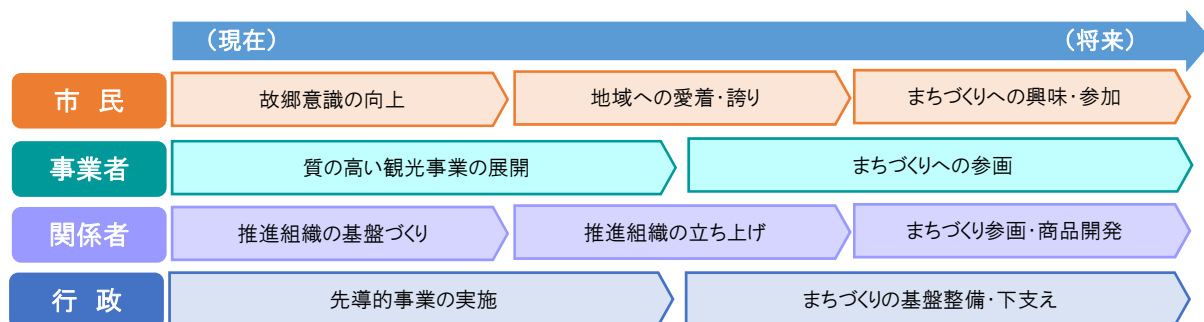 （現在） （将来）
市 民 故郷意識の向上 地域への愛着・誇り まちづくりへの興味・参加
事業者 質の高い観光事業の展開 まちづくりへの参画
関係者 推進組織の基盤づくり 推進組織の立ち上げ まちづくり参画・商品開発
行 政 先導的事業の実施 まちづくりの基盤整備・下支え